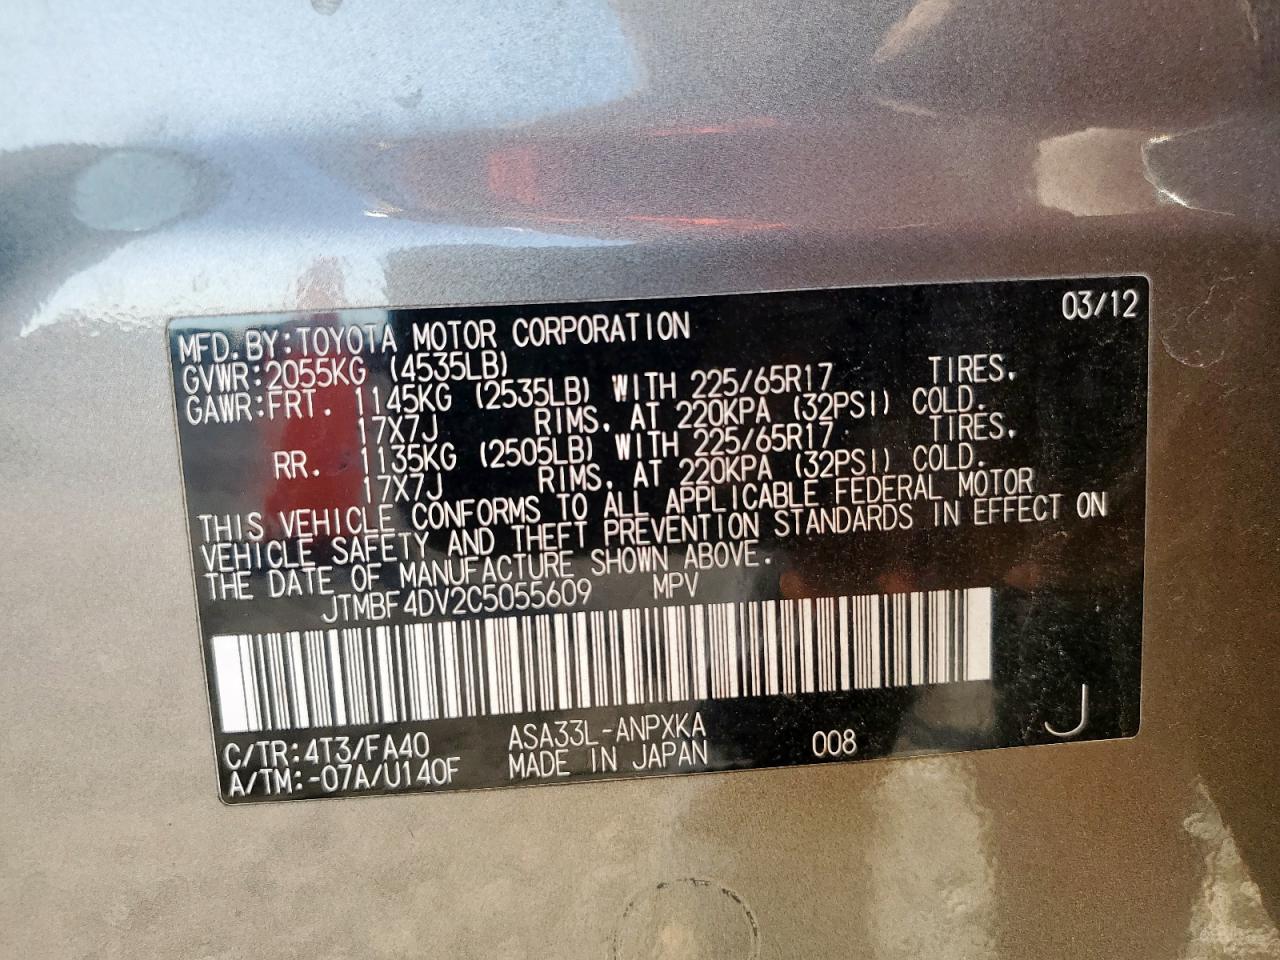 03/12
MFD. BY: TOYOTA MOTOR CORPORATION
GVWR: 2055KG (4535LB)
GAWR: FRT. 1145KG (2535LB) WITH 225/65R17 TIRES,
17X7J RIMS, AT 220KPA (32PSI) COLD.
RR. 1135KG (2505LB) WITH 225/65R17 TIRES,
17X7J RIMS, AT 220KPA (32PSI) COLD.
THIS VEHICLE CONFORMS TO ALL APPLICABLE FEDERAL MOTOR
VEHICLE SAFETY AND THEFT PREVENTION STANDARDS IN EFFECT ON
THE DATE OF MANUFACTURE SHOWN ABOVE.
JTMBF4DV2C5055609 MPV
C/TR: 4T3/FA40 ASA33L-ANPXKA 008 J
A/TM: -07A/U140F MADE IN JAPAN